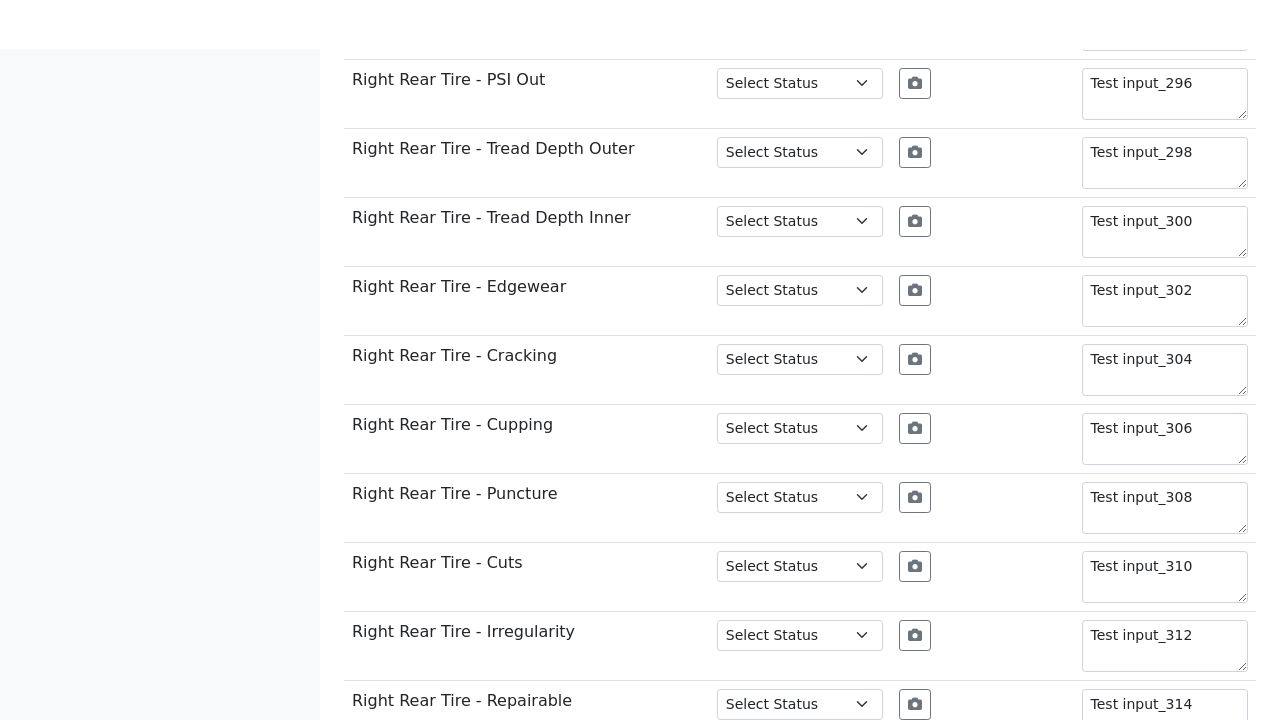 Right Rear Tire - PSI Out Select Status Test input_296
Right Rear Tire - Tread Depth Outer Select Status Test input_298
Right Rear Tire - Tread Depth Inner Select Status Test input_300
Right Rear Tire - Edgewear Select Status Test input_302
Right Rear Tire - Cracking Select Status Test input_304
Right Rear Tire - Cupping Select Status Test input_306
Right Rear Tire - Puncture Select Status Test input_308
Right Rear Tire - Cuts Select Status Test input_310
Right Rear Tire - Irregularity Select Status Test input_312
Right Rear Tire - Repairable Select Status Test input_314